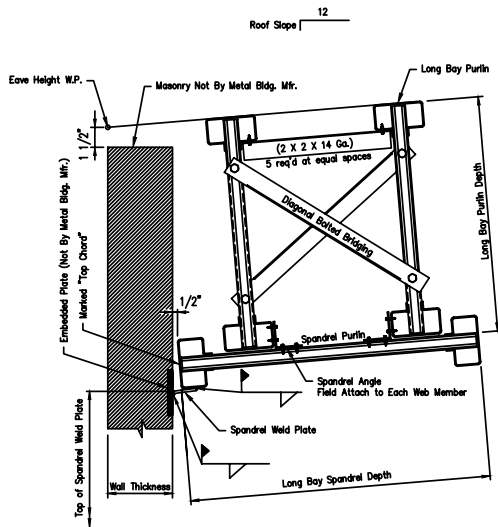 12
Roof Slope
Long Bay Purlin
Eave Height W.P.
Masonry Not By Metal Bldg. Mfr.
1 1/2"
(2 X 2 X 14 Ga.)
5 req'd at equal spaces
Diagonal Bolted Bridging
Long Bay Purlin Depth
Embedded Plate (Not By Metal Bldg. Mfr.)
Marked "Top Chord"
1/2"
Spandrel Purlin
Spandrel Angle
Field Attach to Each Web Member
Spandrel Weld Plate
Top of Spandrel Weld Plate
Wall Thickness
Long Bay Spandrel Depth